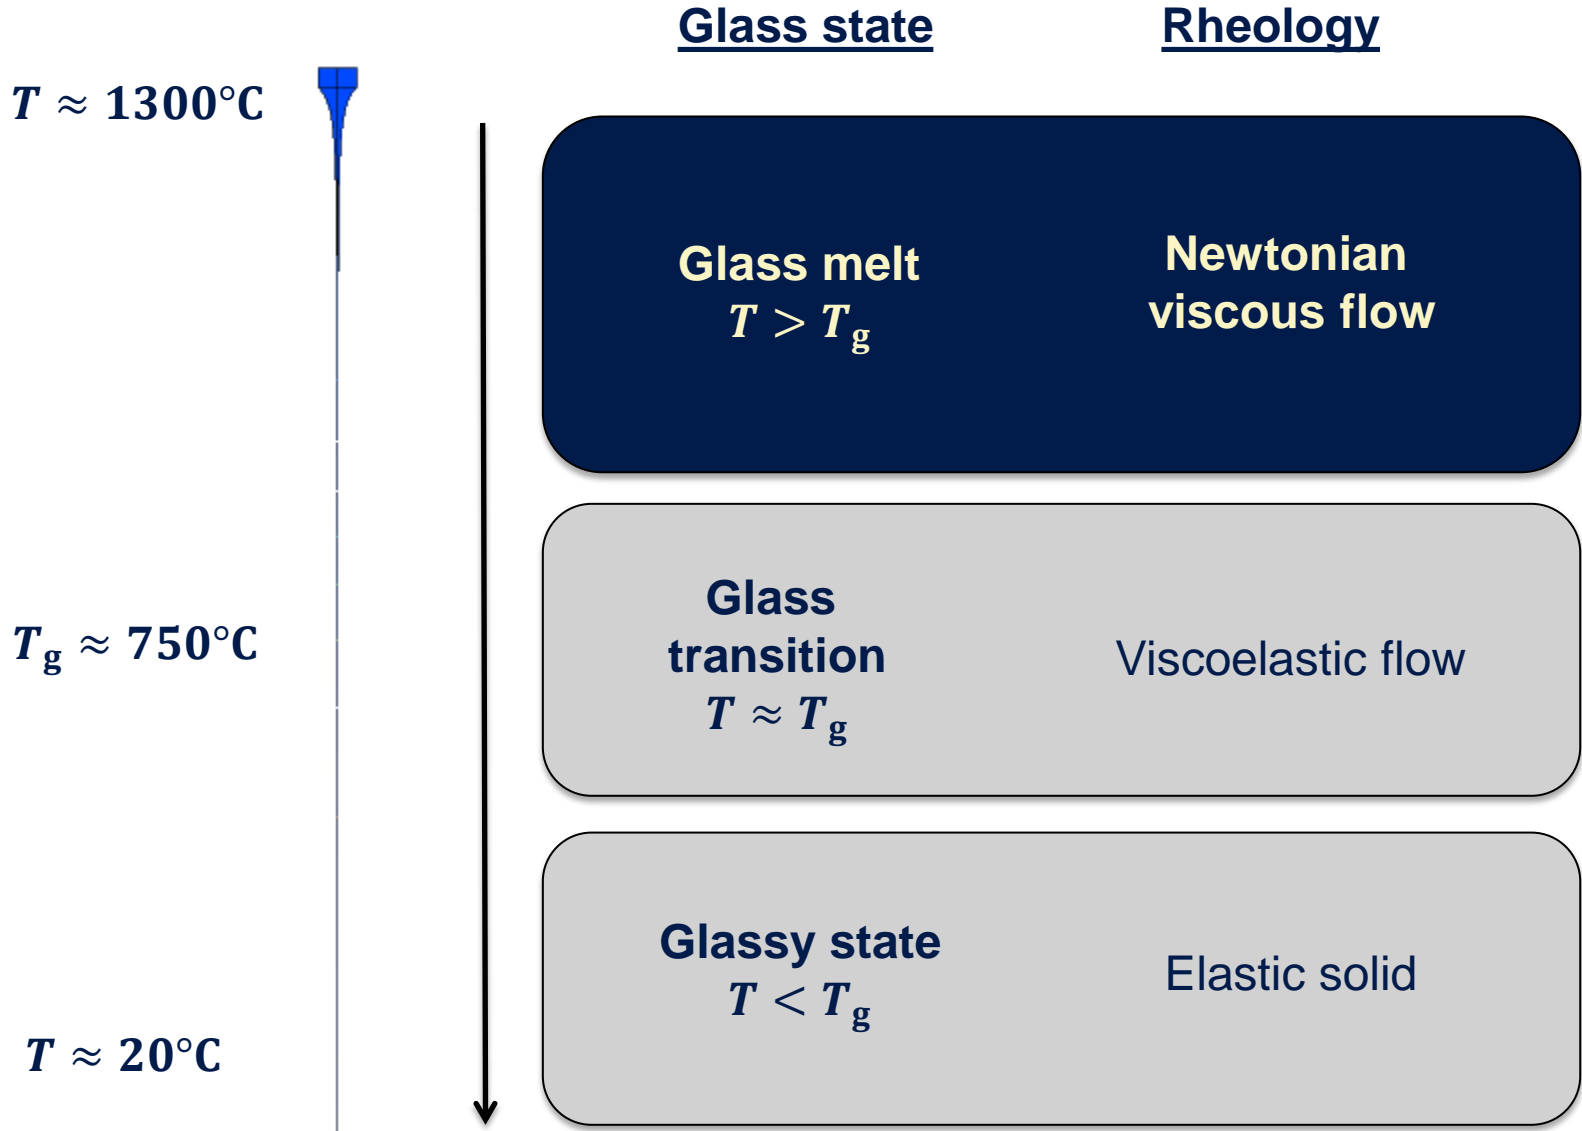 Glass state Rheology
T ≈ 1300°C
Glass melt
T > Tg
Newtonian
viscous flow
Tg ≈ 750°C
Glass
transition
T ≈ Tg
Viscoelastic flow
Glassy state
T < Tg
Elastic solid
T ≈ 20°C